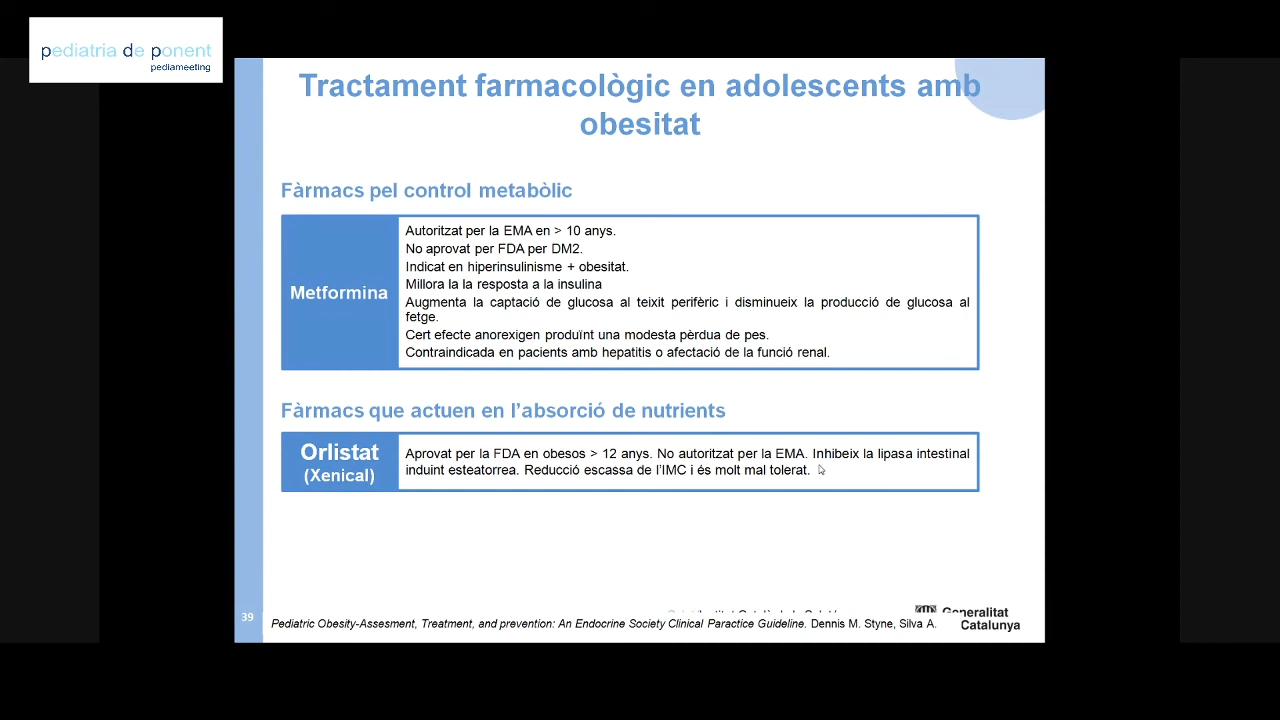 pediatria de ponent
pediameeting
Tractament farmacològic en adolescents amb
obesitat
Fàrmacs pel control metabòlic
Metformina
Autoritzat per la EMA en > 10 anys.
No aprovat per FDA per DM2.
Indicat en hiperinsulinisme + obesitat.
Millora la la resposta a la insulina
Augmenta la captació de glucosa al teixit perifèric i disminueix la producció de glucosa al
fetge.
Cert efecte anorexigen produïnt una modesta pèrdua de pes.
Contraindicada en pacients amb hepatitis o afectació de la funció renal.
Fàrmacs que actuen en l’absorció de nutrients
Orlistat
(Xenical)
Aprovat per la FDA en obesos > 12 anys. No autoritzat per la EMA. Inhibeix la lipasa intestinal
induint esteatorrea. Reducció escassa de l’IMC i és molt mal tolerat.
39
Generalitat
Catalunya
Pediatric Obesity-Assesment, Treatment, and prevention: An Endocrine Society Clinical Paractice Guideline. Dennis M. Styne, Silva A.